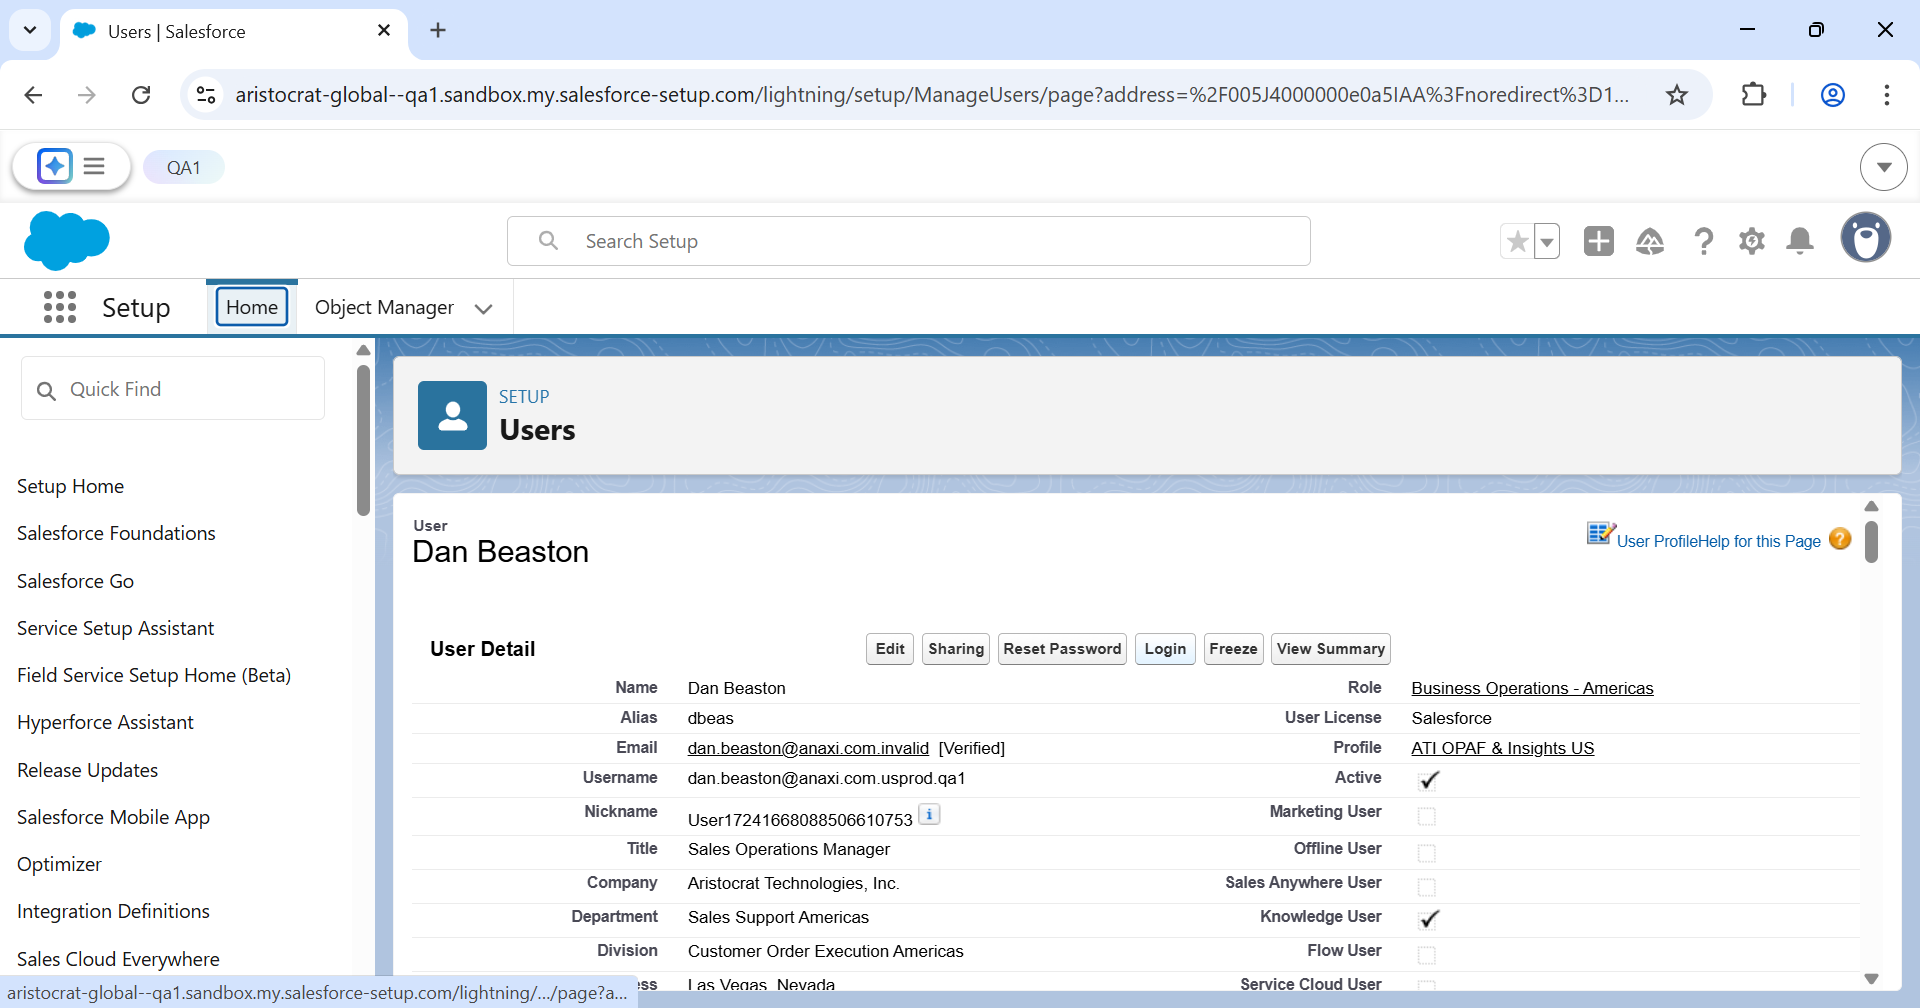 Users | Salesforce
aristocrat-global--qa1.sandbox.my.salesforce-setup.com/lightning/setup/ManageUsers/page?address=%2F005J4000000e0a5IAA%3Fnoredirect%3D1...
QA1
Search Setup
Setup
Home
Object Manager
Quick Find
Setup Home
Salesforce Foundations
Salesforce Go
Service Setup Assistant
Field Service Setup Home (Beta)
Hyperforce Assistant
Release Updates
Salesforce Mobile App
Optimizer
Integration Definitions
Sales Cloud Everywhere
SETUP
Users
User
Dan Beaston
User Profile Help for this Page
User Detail
Edit Sharing Reset Password Login Freeze View Summary
Name Dan Beaston Role Business Operations - Americas
Alias dbeas User License Salesforce
Email dan.beaston@anaxi.com.invalid [Verified] Profile ATI OPAF & Insights US
Username dan.beaston@anaxi.com.usprod.qa1 Active
Nickname User17241668088506610753 Marketing User
Title Sales Operations Manager Offline User
Company Aristocrat Technologies, Inc. Sales Anywhere User
Department Sales Support Americas Knowledge User
Division Customer Order Execution Americas Flow User
ss Las Vegas, Nevada Service Cloud User
aristocrat-global--qa1.sandbox.my.salesforce-setup.com/lightning/.../page?a...